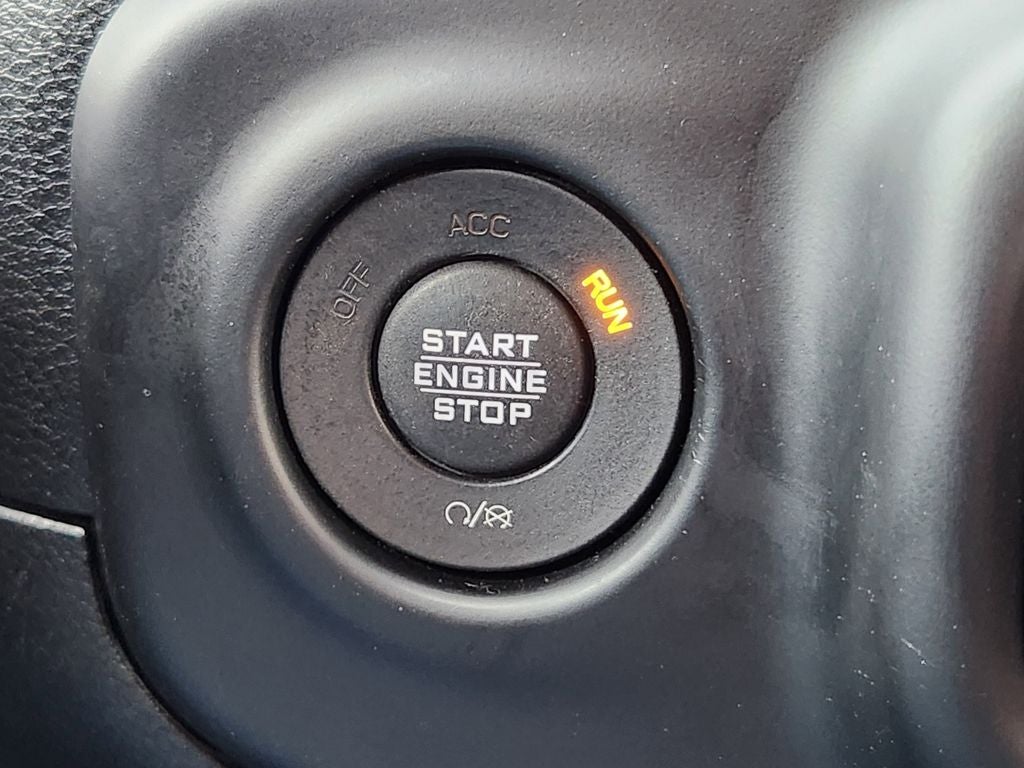 ACC
OFF
RUN
START
ENGINE
STOP